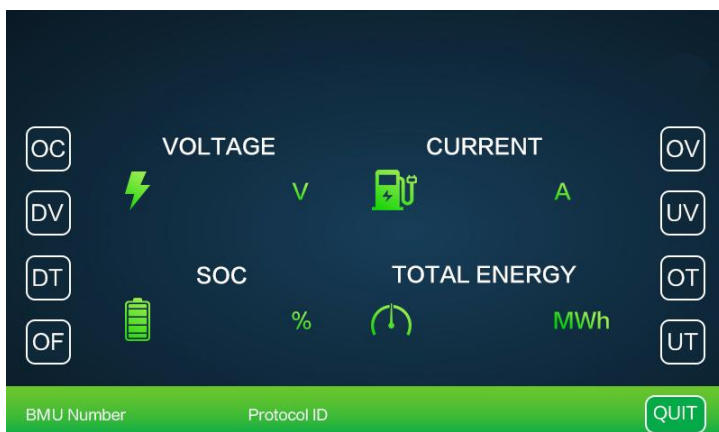 OC
VOLTAGE
CURRENT
OV
V
A
DV
UV
DT
SOC
TOTAL ENERGY
OT
%
MWh
OF
UT
BMU Number
Protocol ID
QUIT